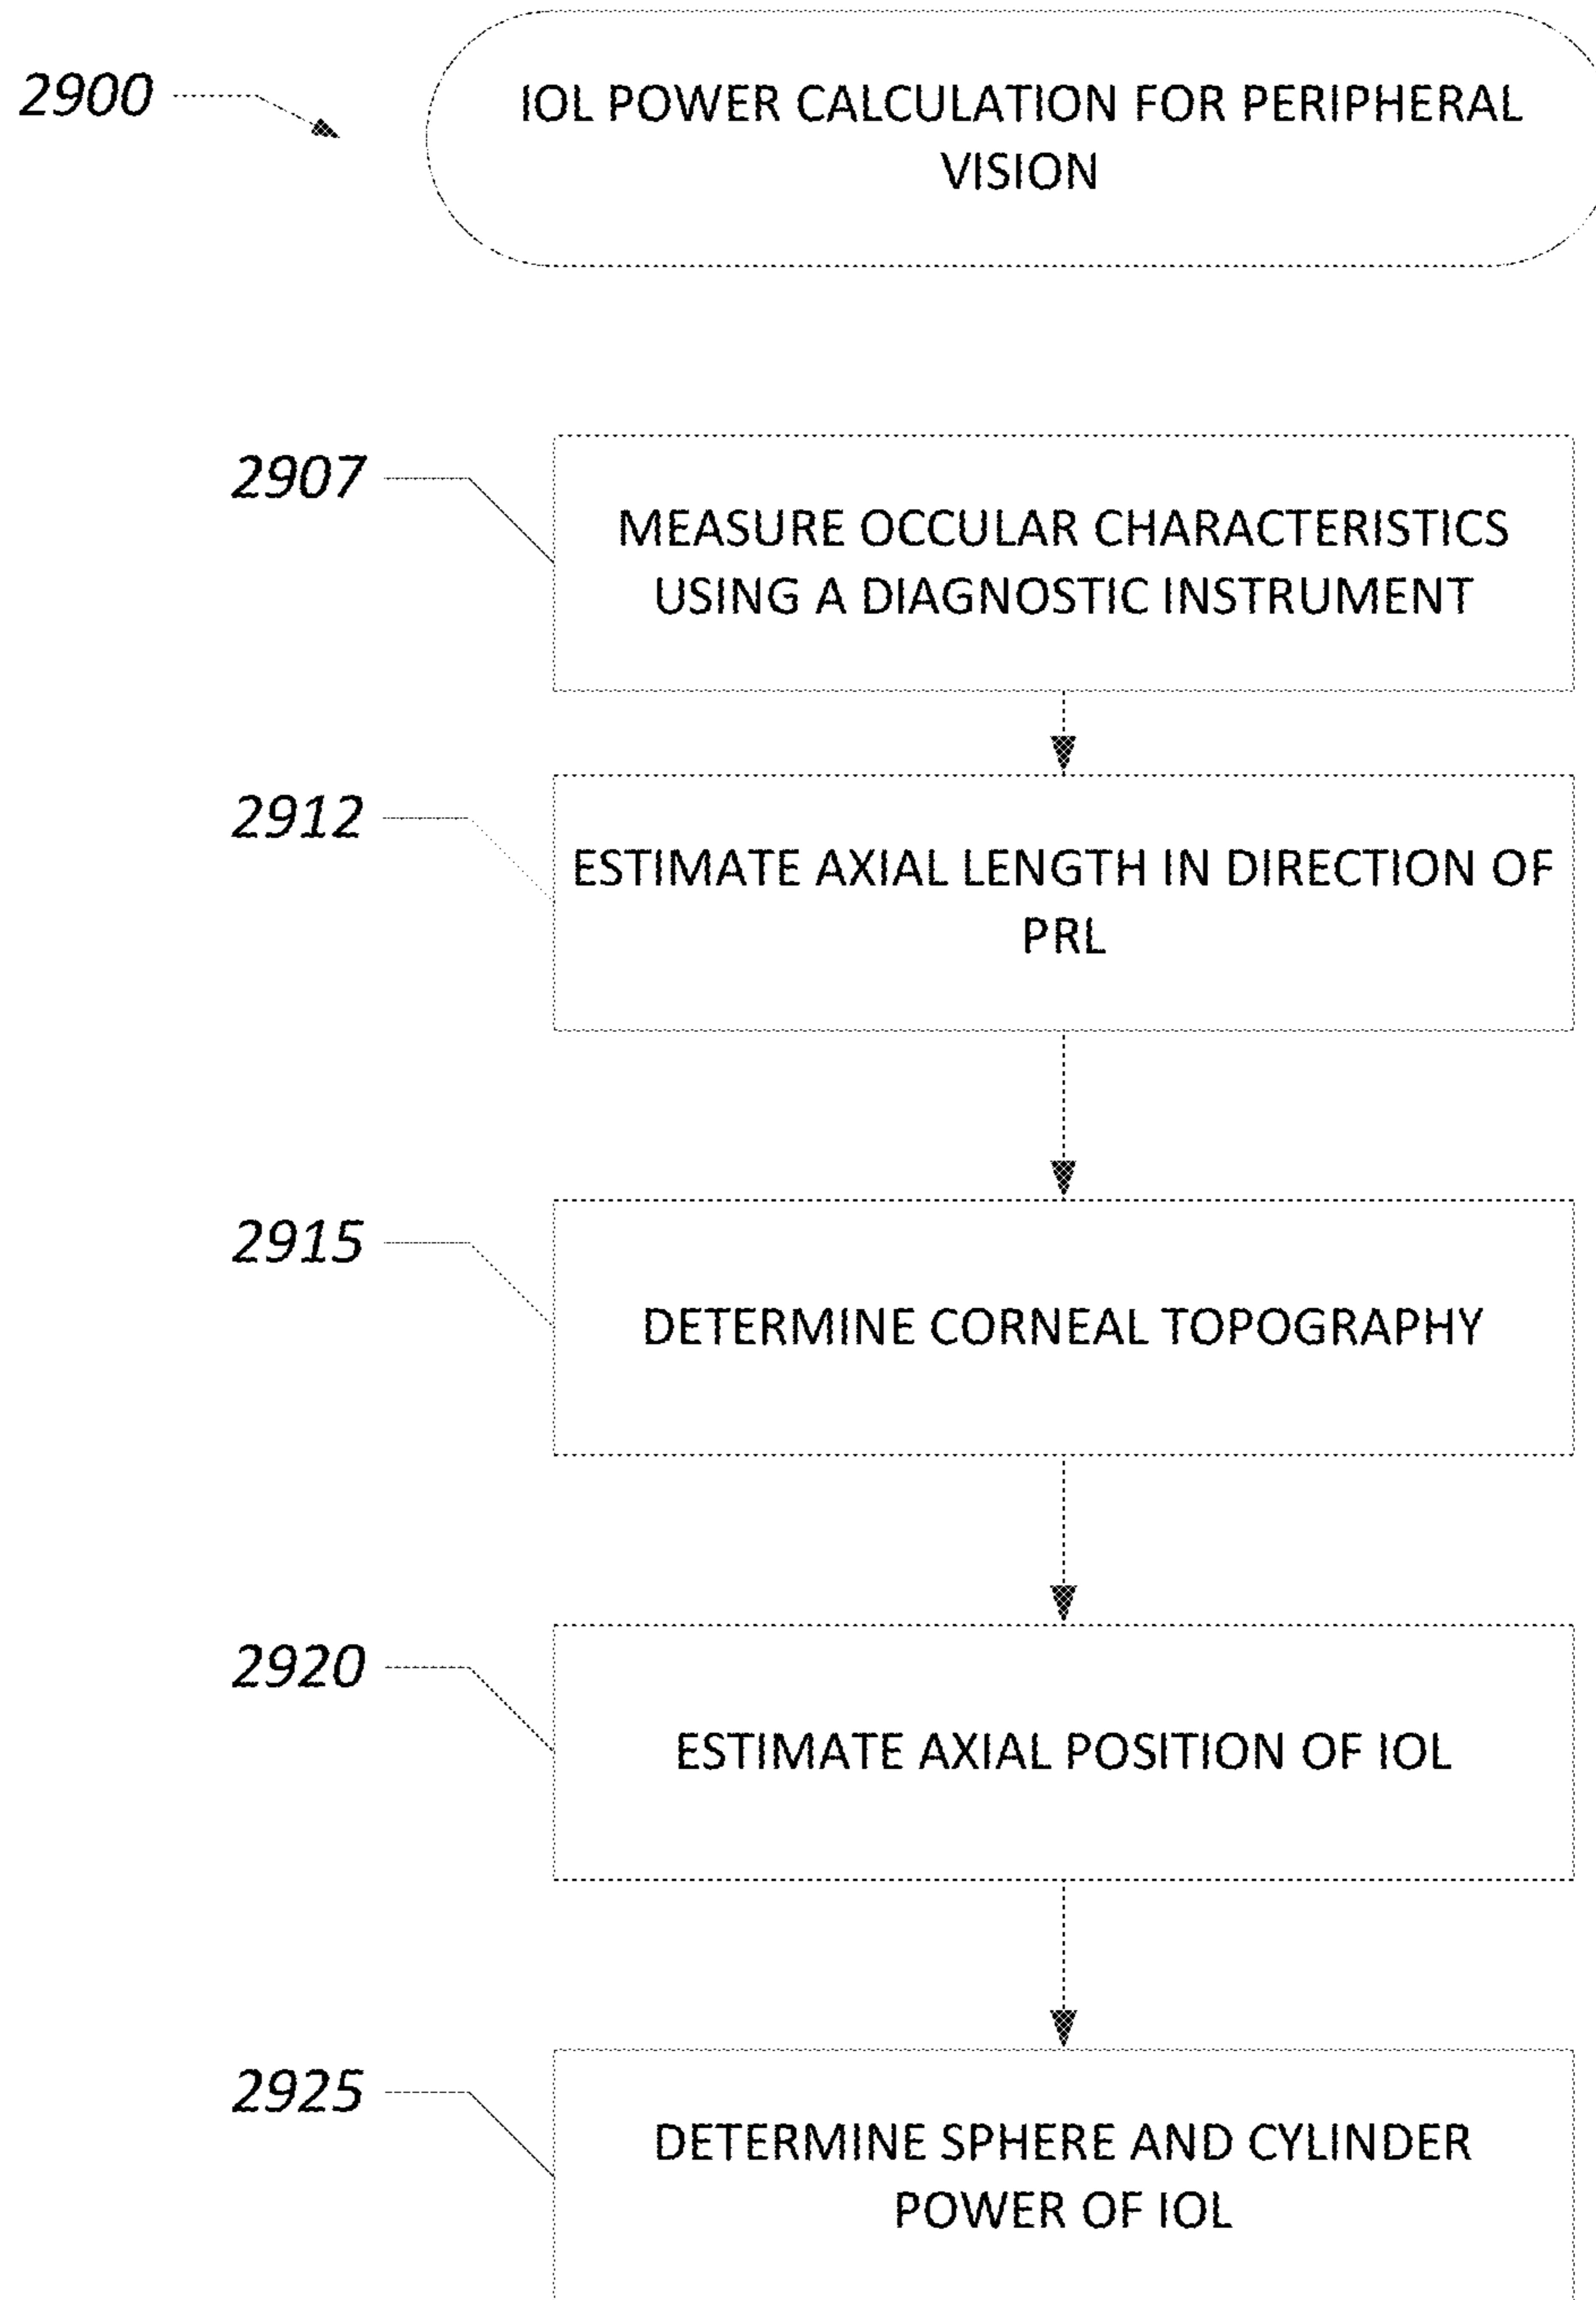 2900
IOL POWER CALCULATION FOR PERIPHERAL
VISION
2907
MEASURE OCCULAR CHARACTERISTICS
USING A DIAGNOSTIC INSTRUMENT
2912
ESTIMATE AXIAL LENGTH IN DIRECTION OF
PRL
2915
DETERMINE CORNEAL TOPOGRAPHY
2920
ESTIMATE AXIAL POSITION OF IOL
2925
DETERMINE SPHERE AND CYLINDER
POWER OF IOL